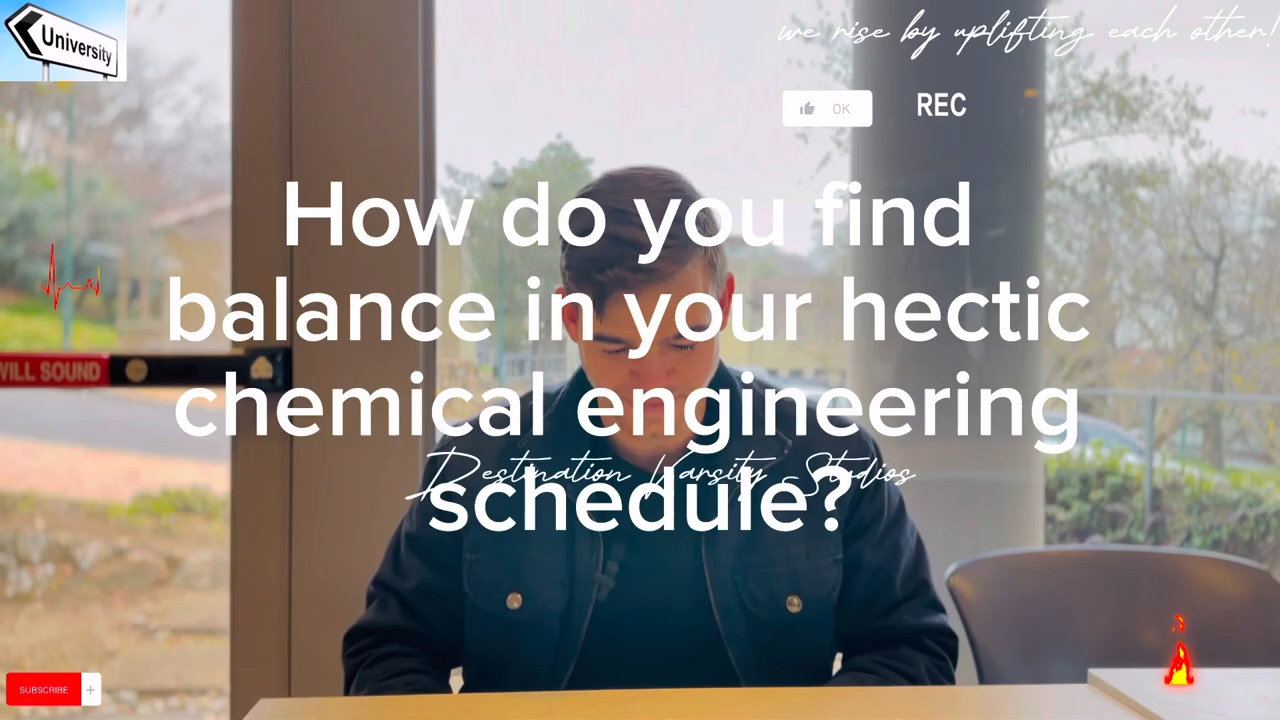 University
we rise by uplifting each other!
0K
REC
How do you find
balance in your hectic
WILL SOUND
chemical engineering
Destination Varsity Studios
schedule?
SUBSCRIBE +